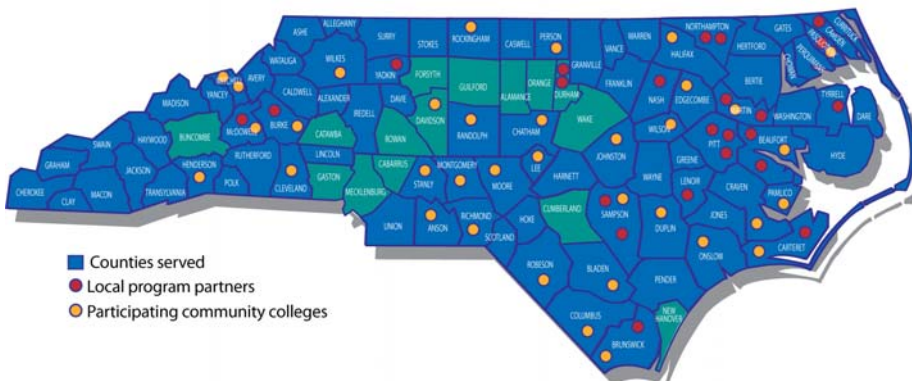 ALLEGHANY
ASHE
SURRY
STOKES
ROCKINGHAM
CASWELL
PERSON
GRANVILLE
VANCE
WARREN
NORTHAMPTON
HALIFAX
HERTFORD
GATES
CAMDEN
CURRITUCK
PERQUIMANS
CHOWAN
WATAUGA
WILKES
YADKIN
FORSYTH
GUILFORD
ALAMANCE
ORANGE
DURHAM
FRANKLIN
NASH
EDGECOMBE
BERTIE
MARTIN
WASHINGTON
TYRRELL
DARE
AVERY
YANCEY
MADISON
CALDWELL
ALEXANDER
IREDELL
DAVIE
DAVIDSON
RANDOLPH
CHATHAM
WAKE
WILSON
PITT
BEAUFORT
HYDE
McDOWELL
BURKE
CATAWBA
ROWAN
BUNCOMBE
HAYWOOD
SWAIN
GRAHAM
CHEROKEE
CLAY
MACON
JACKSON
TRANSYLVANIA
HENDERSON
POLK
RUTHERFORD
CLEVELAND
LINCOLN
GASTON
MECKLENBURG
CABARRUS
STANLY
MONTGOMERY
MOORE
LEE
HARNETT
JOHNSTON
WAYNE
GREENE
LENOIR
CRAVEN
PAMLICO
UNION
ANSON
RICHMOND
SCOTLAND
HOKE
CUMBERLAND
SAMPSON
DUPLIN
JONES
ONSLOW
CARTERET
ROBESON
BLADEN
PENDER
NEW
HANOVER
COLUMBUS
BRUNSWICK
Counties served
Local program partners
Participating community colleges